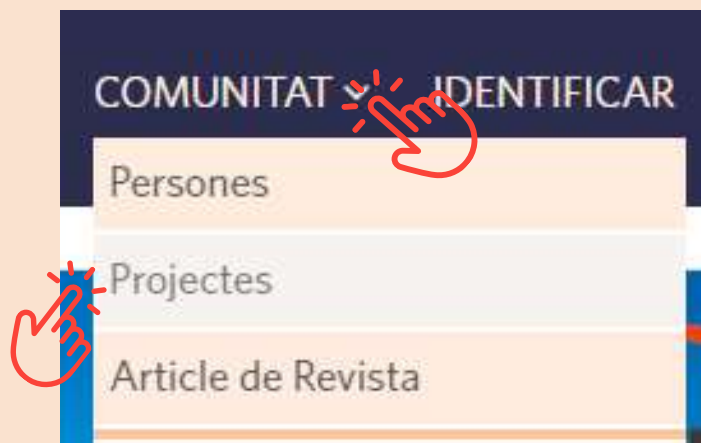 COMUNITAT IDENTIFICAR
Persones
Projectes
Article de Revista